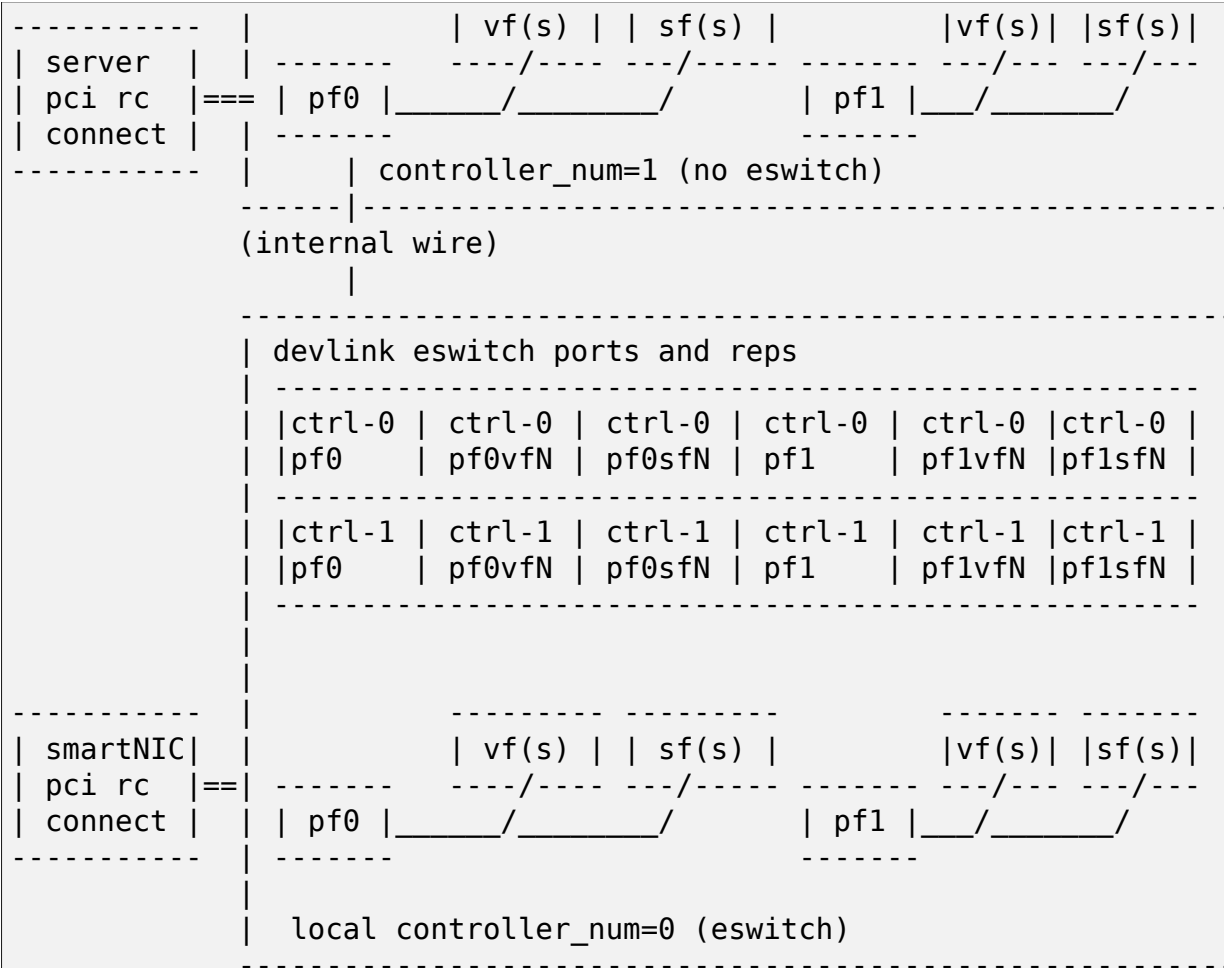 -----------  |            | vf(s) | | sf(s) |         |vf(s)| |sf(s)|
| server  |  | -------   ----/---- ---/----- ------- ---/--- ---/---
| pci rc  |=== | pf0 |______/________/       | pf1 |___/_______/
| connect |  | -------                       -------
-----------  |     | controller_num=1 (no eswitch)
             ------|--------------------------------------------------
             (internal wire)
                   |
             ---------------------------------------------------------
             | devlink eswitch ports and reps
             | -----------------------------------------------------
             | |ctrl-0 | ctrl-0 | ctrl-0 | ctrl-0 | ctrl-0 |ctrl-0 |
             | |pf0    | pf0vfN | pf0sfN | pf1    | pf1vfN |pf1sfN |
             | -----------------------------------------------------
             | |ctrl-1 | ctrl-1 | ctrl-1 | ctrl-1 | ctrl-1 |ctrl-1 |
             | |pf0    | pf0vfN | pf0sfN | pf1    | pf1vfN |pf1sfN |
             | -----------------------------------------------------
             |
             |
-----------  |           --------- ---------         ------- -------
| smartNIC|  |           | vf(s) | | sf(s) |         |vf(s)| |sf(s)|
| pci rc  |==| -------   ----/---- ---/----- ------- ---/--- ---/---
| connect |  | | pf0 |______/________/       | pf1 |___/_______/
-----------  | -------                       -------
             |
             |  local controller_num=0 (eswitch)
             ---------------------------------------------------------